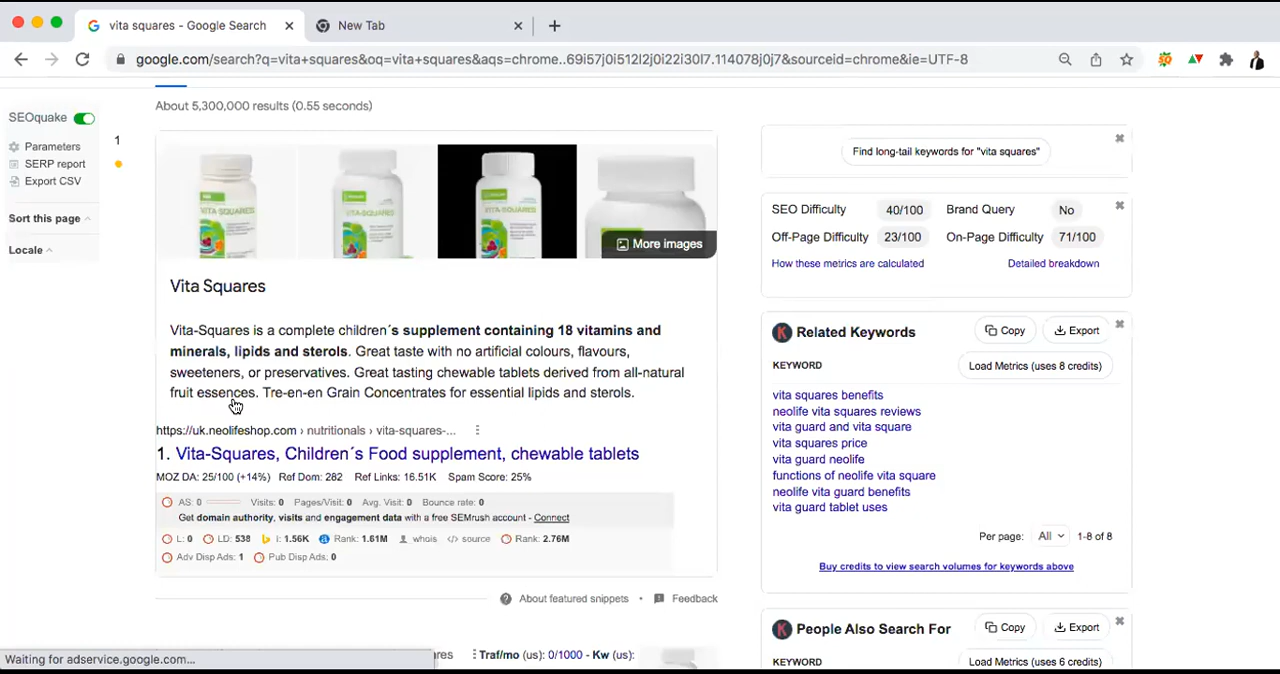 vita squares - Google Search
New Tab
google.com/search?q=vita+squares&oq=vita+squares&aqs=chrome..69i57j0i512l2j0i22i30l7.114078j0j7&sourceid=chrome&ie=UTF-8
About 5,300,000 results (0.55 seconds)
SEOquake
Parameters
SERP report
Export CSV
Sort this page
Locale
1
VITA SQUARES
VITA-SQUARES
VITA-SQUARES
More images
Vita Squares
Vita-Squares is a complete children´s supplement containing 18 vitamins and
minerals, lipids and sterols. Great taste with no artificial colours, flavours,
sweeteners, or preservatives. Great tasting chewable tablets derived from all-natural
fruit essences. Tre-en-en Grain Concentrates for essential lipids and sterols.
https://uk.neolifeshop.com › nutritionals › vita-squares-...
1. Vita-Squares, Children´s Food supplement, chewable tablets
MOZ DA: 25/100 (+14%) Ref Dom: 282 Ref Links: 16.51K Spam Score: 25%
AS: 0 Visits: 0 Pages/Visit: 0 Avg. Visit: 0 Bounce rate: 0
Get domain authority, visits and engagement data with a free SEMrush account - Connect
L: 0 LD: 538 I: 1.56K Rank: 1.61M whois source Rank: 2.76M
Adv Disp Ads: 1 Pub Disp Ads: 0
About featured snippets • Feedback
ares Traf/mo (us): 0/1000 - Kw (us):
Find long-tail keywords for "vita squares"
SEO Difficulty 40/100 Brand Query No
Off-Page Difficulty 23/100 On-Page Difficulty 71/100
How these metrics are calculated Detailed breakdown
Related Keywords Copy Export
KEYWORD Load Metrics (uses 8 credits)
vita squares benefits
neolife vita squares reviews
vita guard and vita square
vita squares price
vita guard neolife
functions of neolife vita square
neolife vita guard benefits
vita guard tablet uses
Per page: All 1-8 of 8
Buy credits to view search volumes for keywords above
People Also Search For Copy Export
KEYWORD Load Metrics (uses 6 credits)
Waiting for adservice.google.com...